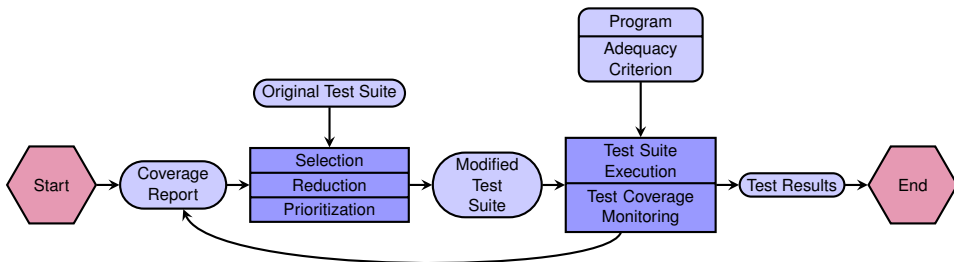 Program
Adequacy
Criterion
Original Test Suite
Start
Coverage
Report
Selection
Reduction
Prioritization
Modified
Test
Suite
Test Suite
Execution
Test Coverage
Monitoring
Test Results
End